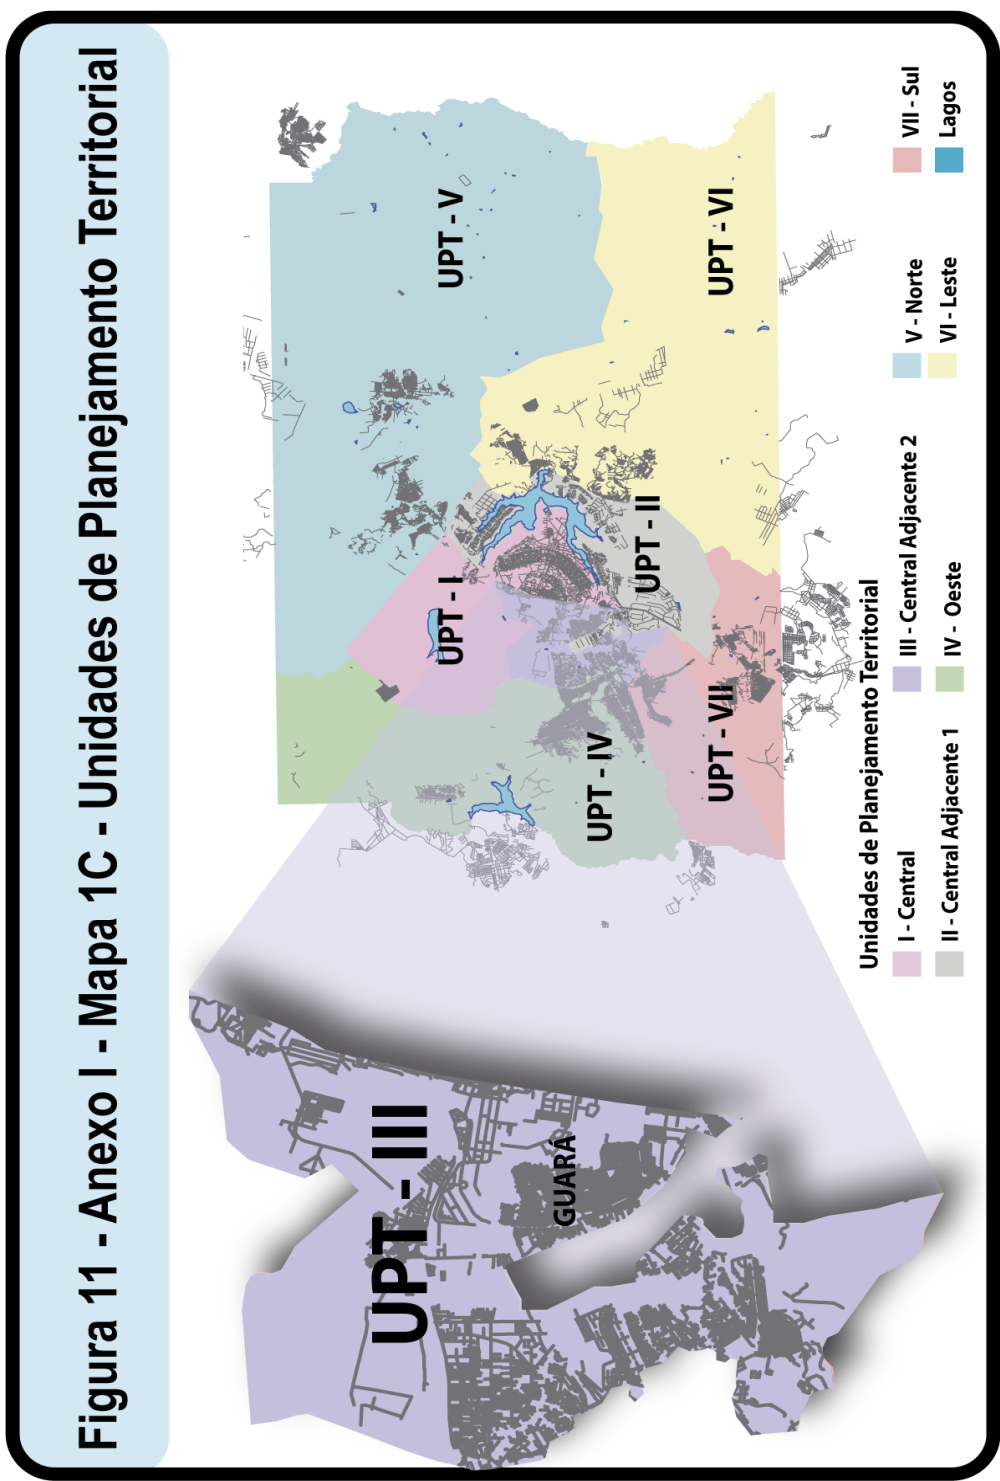 Figura 11 - Anexo I - Mapa 1C - Unidades de Planejamento Territorial
UPT - V
UPT - I
UPT - III
GUARÁ
UPT - IV
UPT - II
UPT - VI
UPT - VII
Unidades de Planejamento Territorial
I - Central
III - Central Adjacente 2
V - Norte
VII - Sul
II - Central Adjacente 1
IV - Oeste
VI - Leste
Lagos